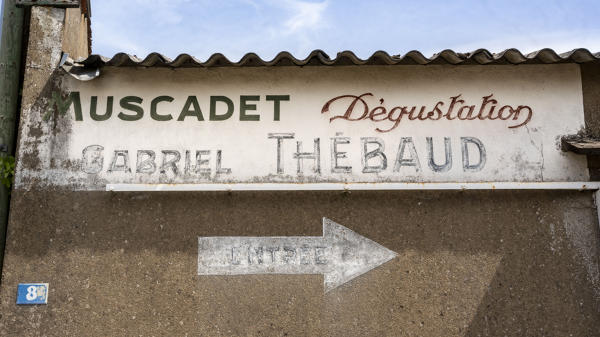 MUSCADET Dégustation
GABRIEL THÉBAUD
ENTRÉE
8